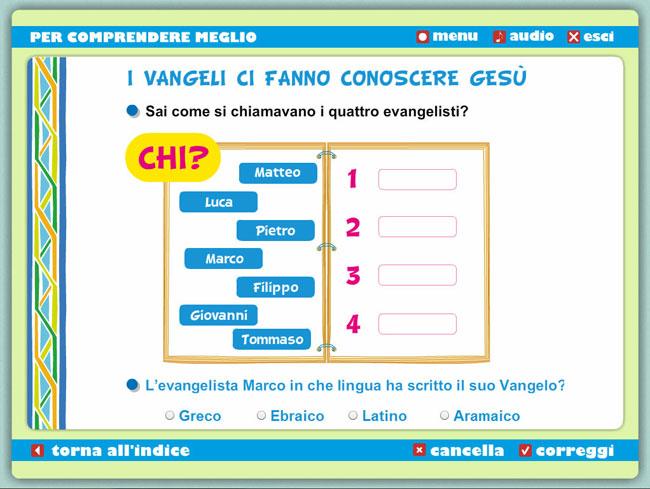 PER COMPRENDERE MEGLIO menu audio esci
I VANGELI CI FANNO CONOSCERE GESÙ
Sai come si chiamavano i quattro evangelisti?
CHI?
Matteo
Luca
Pietro
Marco
Filippo
Giovanni
Tommaso
1
2
3
4
L'evangelista Marco in che lingua ha scritto il suo Vangelo?
Greco Ebraico Latino Aramaico
torna all'indice cancella correggi